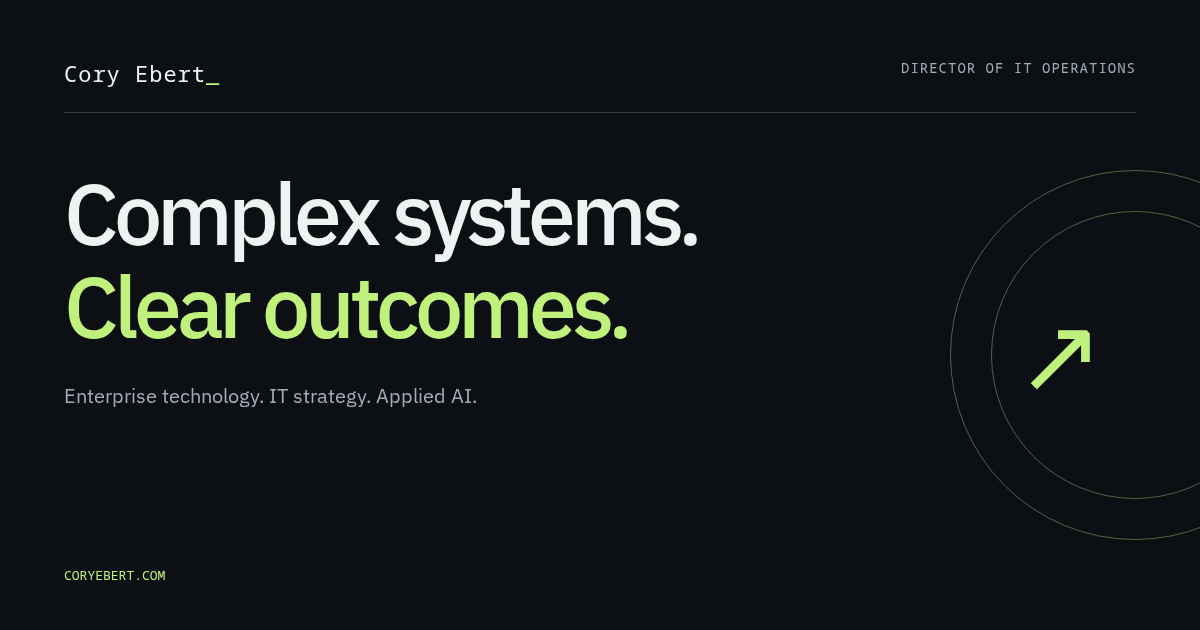 Cory Ebert_
DIRECTOR OF IT OPERATIONS
Complex systems.
Clear outcomes.
Enterprise technology. IT strategy. Applied AI.
CORYEBERT.COM